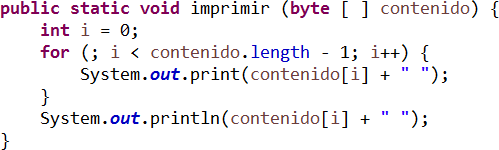 public static void imprimir (byte [ ] contenido) {
    int i = 0;
    for (; i < contenido.length - 1; i++) {
        System.out.print(contenido[i] + " ");
    }
    System.out.println(contenido[i] + " ");
}